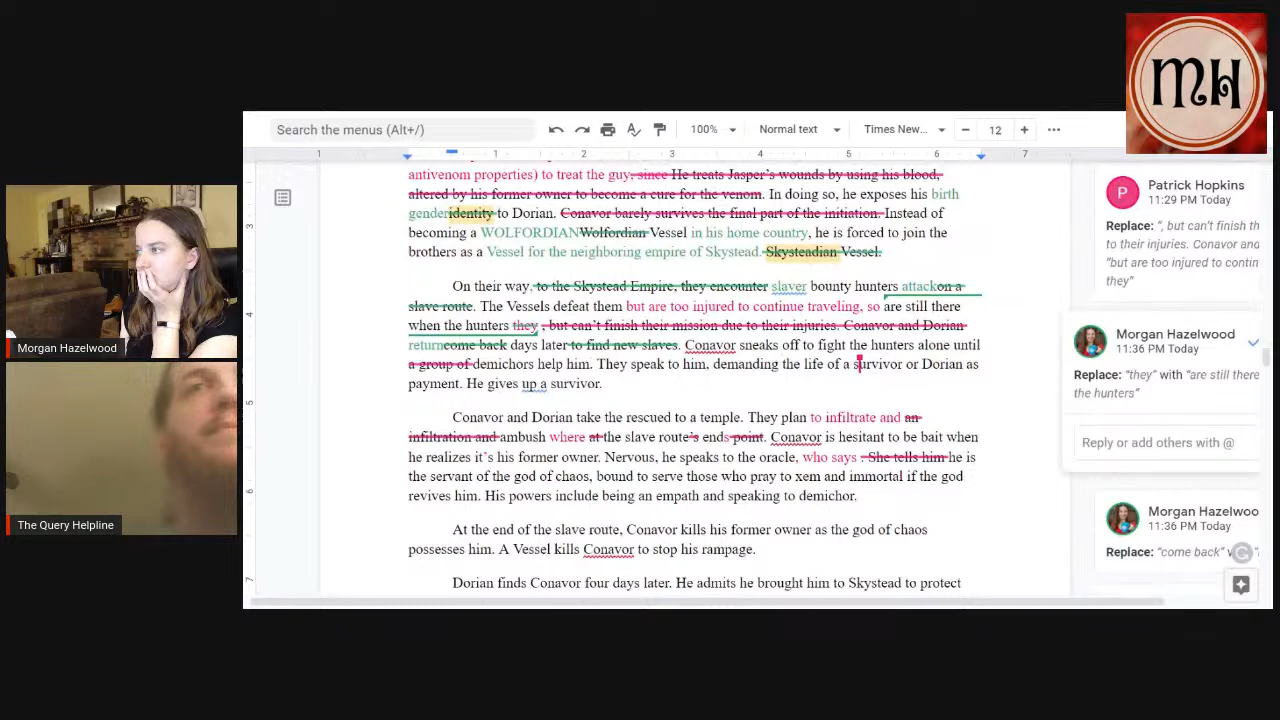 MH
Search the menus (Alt+/)
100%
Normal text
Times New...
12
1 1 2 3 4 5 6 7
antivenom properties) to treat the guy, since He treats Jasper's wounds by using his blood,
altered by his former owner to become a cure for the venom. In doing so, he exposes his birth
genderidentity to Dorian. Conavor barely survives the final part of the initiation. Instead of
becoming a WOLFORDIANWolfordian Vessel in his home country, he is forced to join the
brothers as a Vessel for the neighboring empire of Skystead. Skysteadian Vessel.
On their way, to the Skystead Empire, they encounter slaver bounty hunters attackon a
slave route. The Vessels defeat them but are too injured to continue traveling, so are still there
when the hunters they , but can't finish their mission due to their injuries. Conavor and Dorian
returncome back days later to find new slaves. Conavor sneaks off to fight the hunters alone until
a group of demichors help him. They speak to him, demanding the life of a survivor or Dorian as
payment. He gives up a survivor.
Conavor and Dorian take the rescued to a temple. They plan to infiltrate and an
infiltration and ambush where at the slave route's ends point. Conavor is hesitant to be bait when
he realizes it's his former owner. Nervous, he speaks to the oracle, who says . She tells him he is
the servant of the god of chaos, bound to serve those who pray to xem and immortal if the god
revives him. His powers include being an empath and speaking to demichor.
At the end of the slave route, Conavor kills his former owner as the god of chaos
possesses him. A Vessel kills Conavor to stop his rampage.
Dorian finds Conavor four days later. He admits he brought him to Skystead to protect
3
4
5
6
7
P
Patrick Hopkins
11:29 PM Today
Replace: ", but can't finish th
to their injuries. Conavor and
"but are too injured to contin
they"
Morgan Hazelwood
11:36 PM Today
Replace: "they" with "are still there
the hunters"
Reply or add others with @
Morgan Hazelwoo
11:36 PM Today
Replace: "come back"
Morgan Hazelwood
The Query Helpline